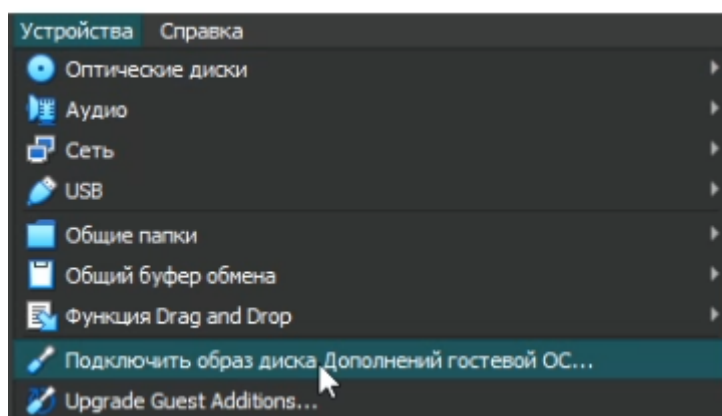 Устройства Справка
Оптические диски
Аудио
Сеть
USB
Общие папки
Общий буфер обмена
Функция Drag and Drop
Подключить образ диска Дополнений гостевой ОС...
Upgrade Guest Additions...